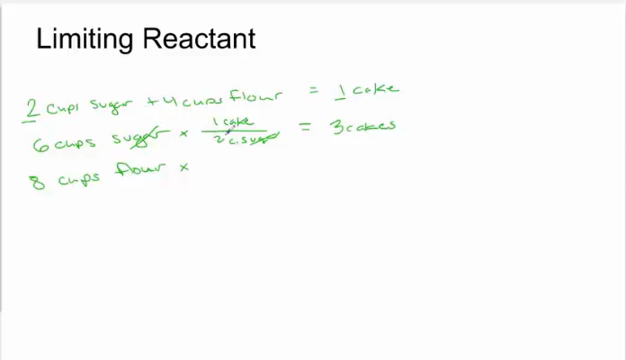 Limiting Reactant
2 cups sugar + 4 cups flour = 1 cake
6 cups sugar × 1 cake / 2 c. sugar = 3 cakes
8 cups flour ×